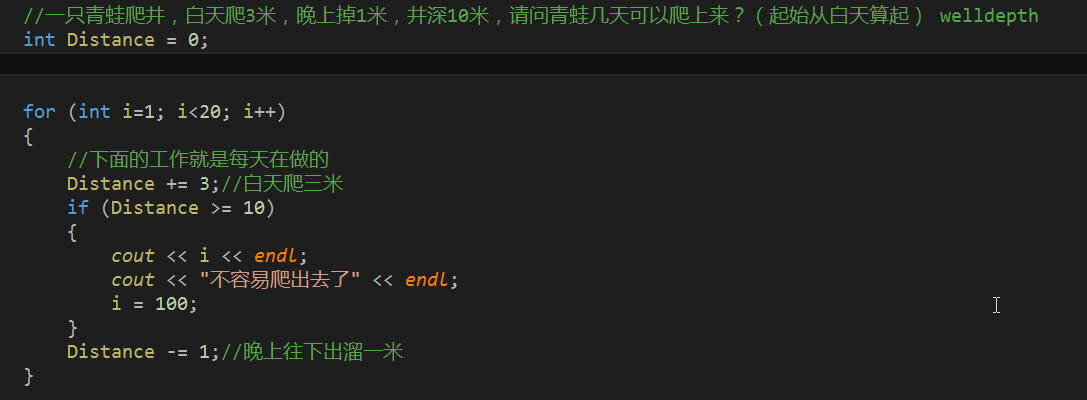 //一只青蛙爬井，白天爬3米，晚上掉1米，井深10米，请问青蛙几天可以爬上来？（起始从白天算起） welldepth
int Distance = 0;
for (int i=1; i<20; i++)
{
//下面的工作就是每天在做的
Distance += 3;//白天爬三米
if (Distance >= 10)
{
cout << i << endl;
cout << "不容易爬出去了" << endl;
i = 100;
}
Distance -= 1;//晚上往下出溜一米
}